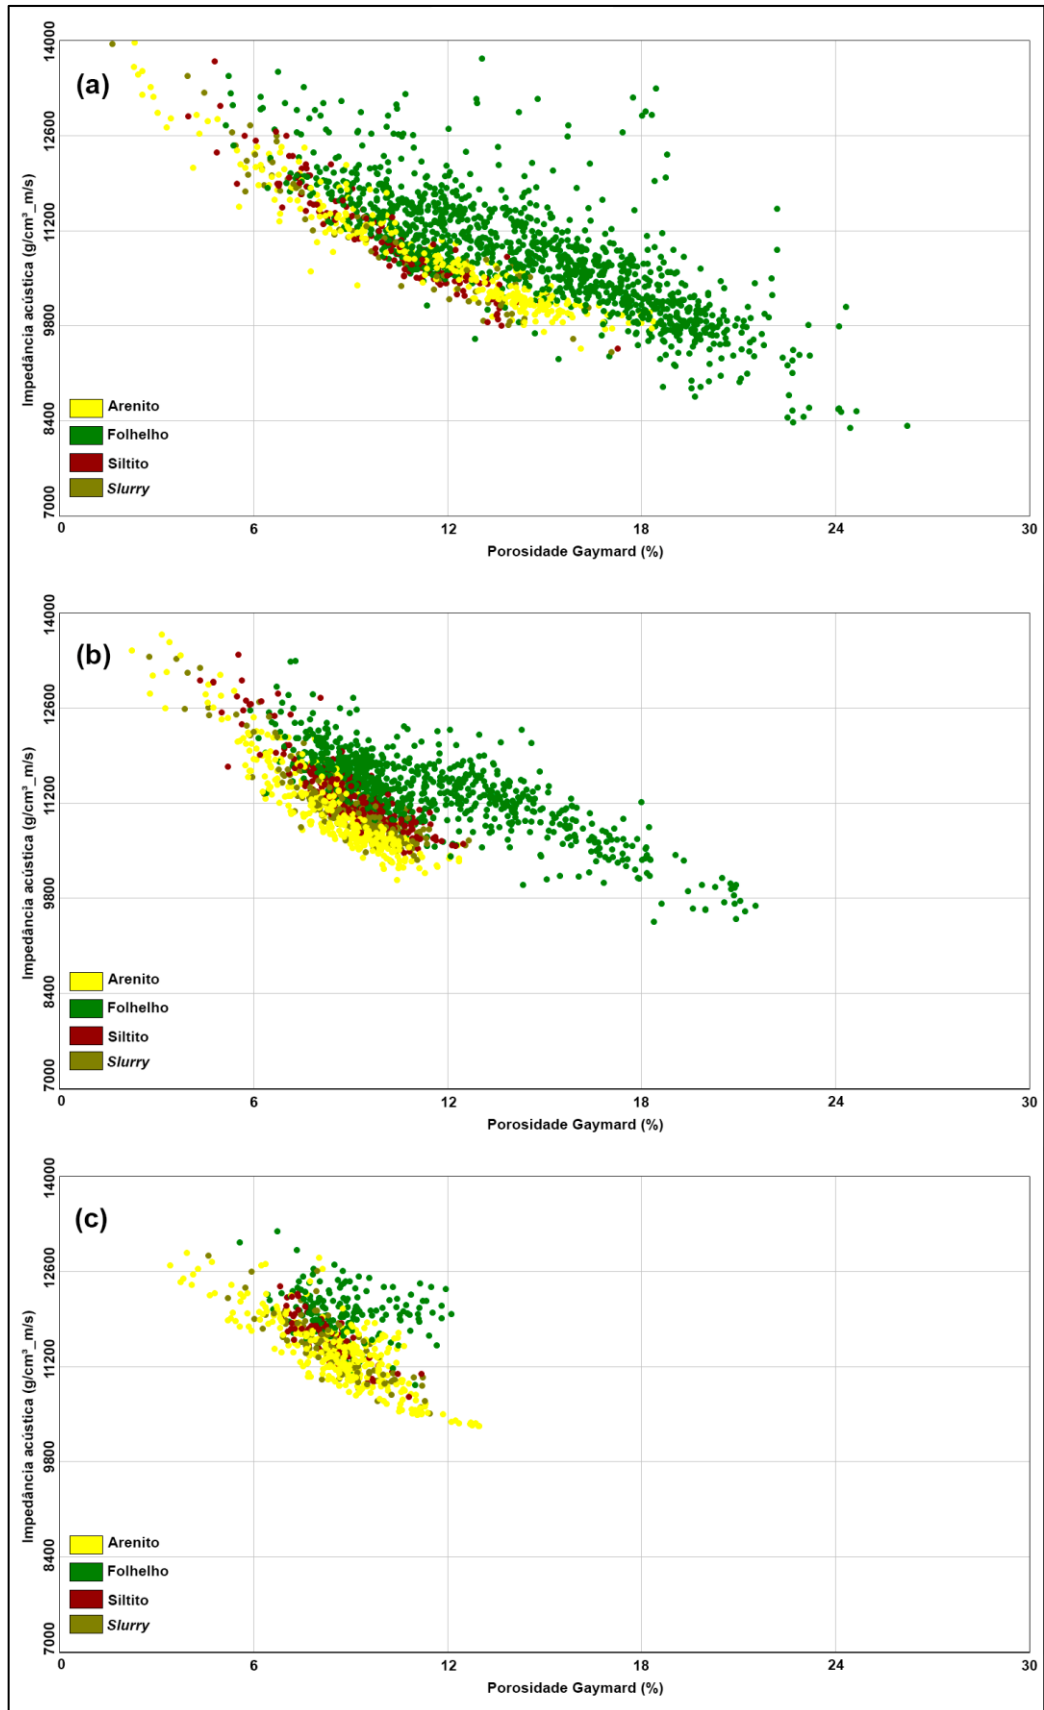 (a)
Impedância acústica (g/cm³_m/s)
14000
12600
11200
9800
8400
7000
Arenito
Folhelho
Siltito
Slurry
0 6 12 18 24 30
Porosidade Gaymard (%)
(b)
Impedância acústica (g/cm³_m/s)
14000
12600
11200
9800
8400
7000
Arenito
Folhelho
Siltito
Slurry
0 6 12 18 24 30
Porosidade Gaymard (%)
(c)
Impedância acústica (g/cm³_m/s)
14000
12600
11200
9800
8400
7000
Arenito
Folhelho
Siltito
Slurry
0 6 12 18 24 30
Porosidade Gaymard (%)